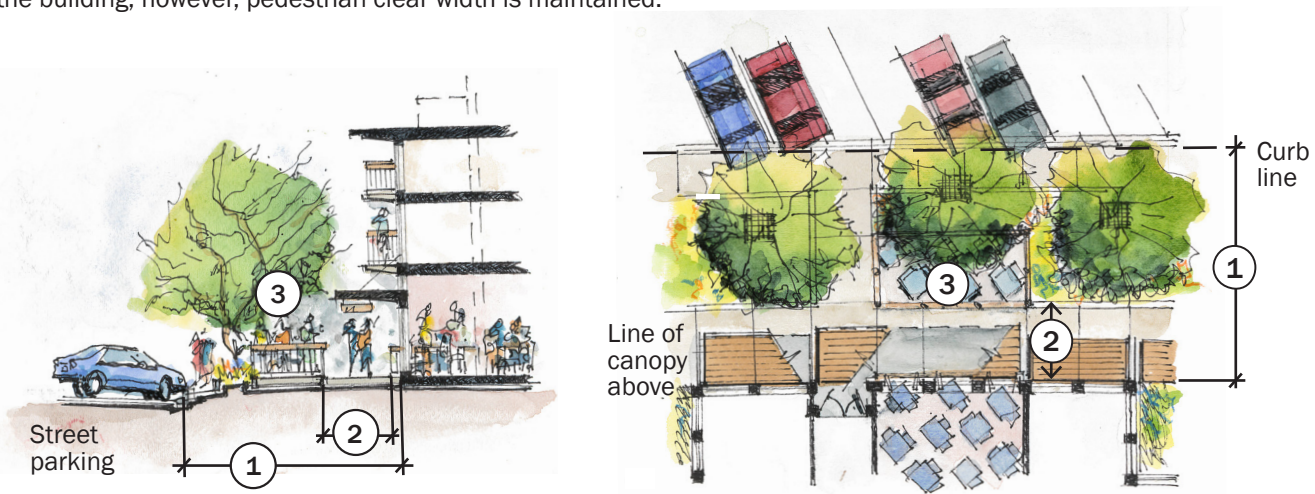 the building, however, pedestrian clear width is maintained.
3
2
1
Street
parking
Curb
line
1
3
2
Line of
canopy
above